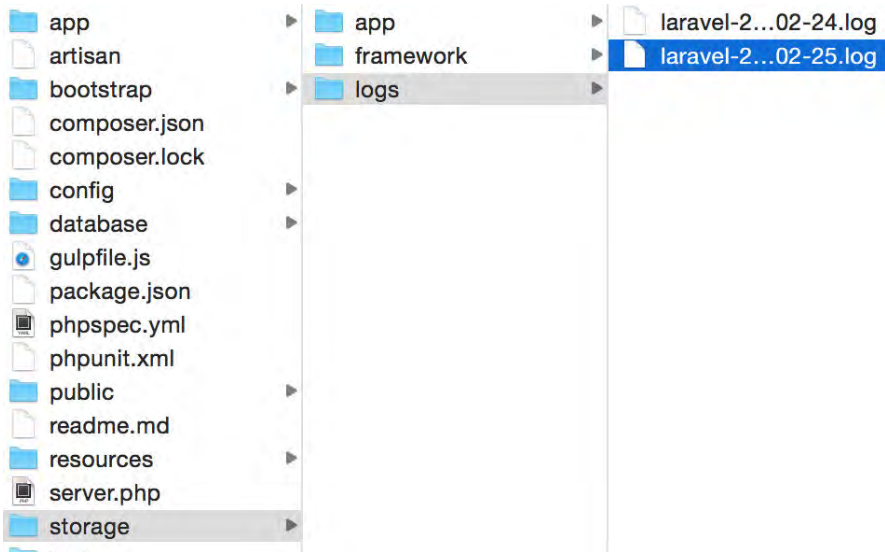 app
artisan
bootstrap
composer.json
composer.lock
config
database
gulpfile.js
package.json
phpspec.yml
phpunit.xml
public
readme.md
resources
server.php
storage
app
framework
logs
laravel-2...02-24.log
laravel-2...02-25.log